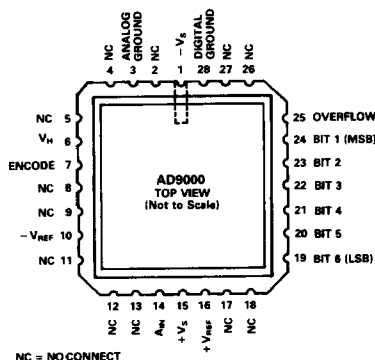 NC
ANALOG GROUND
NC
– VS
DIGITAL GROUND
NC
NC
4 3 2 1 28 27 26
NC 5
VH 6
ENCODE 7
NC 8
NC 9
– VREF 10
NC 11
AD9000
TOP VIEW
(Not to Scale)
25 OVERFLOW
24 BIT 1 (MSB)
23 BIT 2
22 BIT 3
21 BIT 4
20 BIT 5
19 BIT 6 (LSB)
12 13 14 15 16 17 18
NC
NC
AIN
+ VS
+ VREF
NC
NC
NC = NO CONNECT